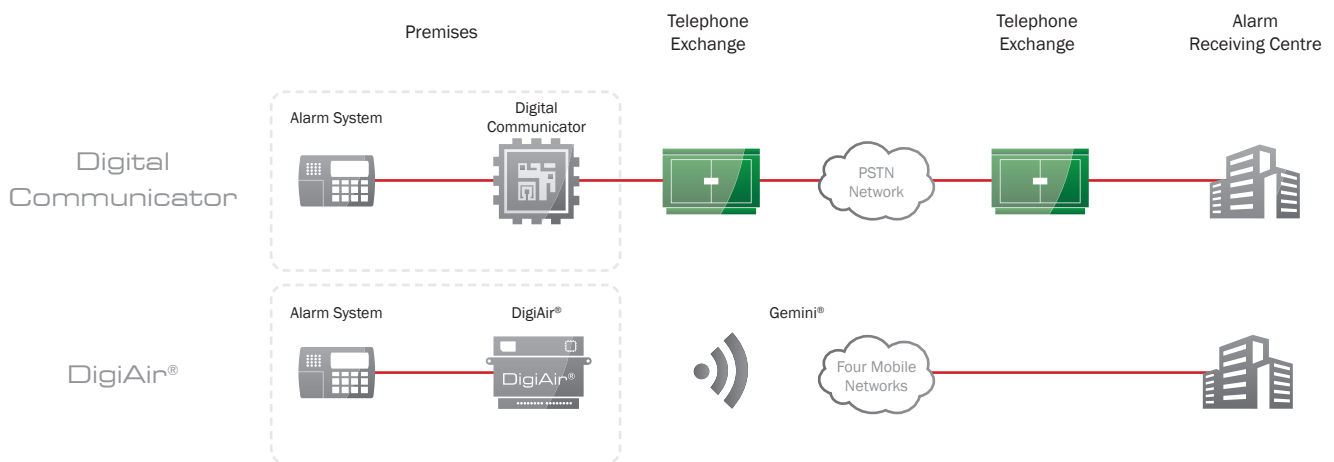 Premises
Telephone
Exchange
Telephone
Exchange
Alarm
Receiving Centre
Digital
Communicator
Alarm System
Digital
Communicator
PSTN
Network
DigiAir®
Alarm System
DigiAir®
DigiAir®
Gemini®
Four Mobile
Networks